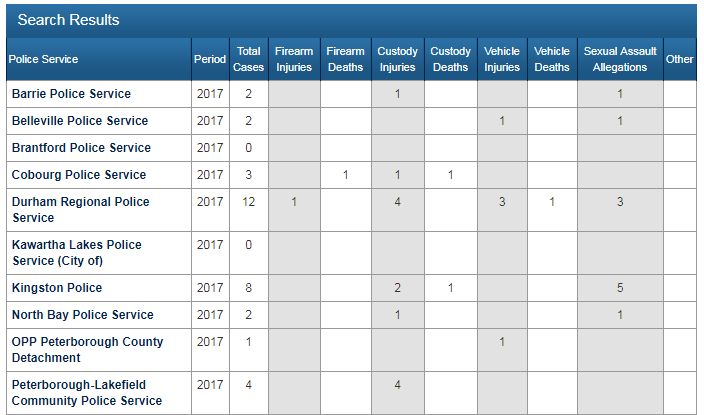 Search Results
Police Service Period Total Cases Firearm Injuries Firearm Deaths Custody Injuries Custody Deaths Vehicle Injuries Vehicle Deaths Sexual Assault Allegations Other
Barrie Police Service 2017 2 1 1
Belleville Police Service 2017 2 1 1
Brantford Police Service 2017 0
Cobourg Police Service 2017 3 1 1 1
Durham Regional Police Service 2017 12 1 4 3 1 3
Kawartha Lakes Police Service (City of) 2017 0
Kingston Police 2017 8 2 1 5
North Bay Police Service 2017 2 1 1
OPP Peterborough County Detachment 2017 1 1
Peterborough-Lakefield Community Police Service 2017 4 4